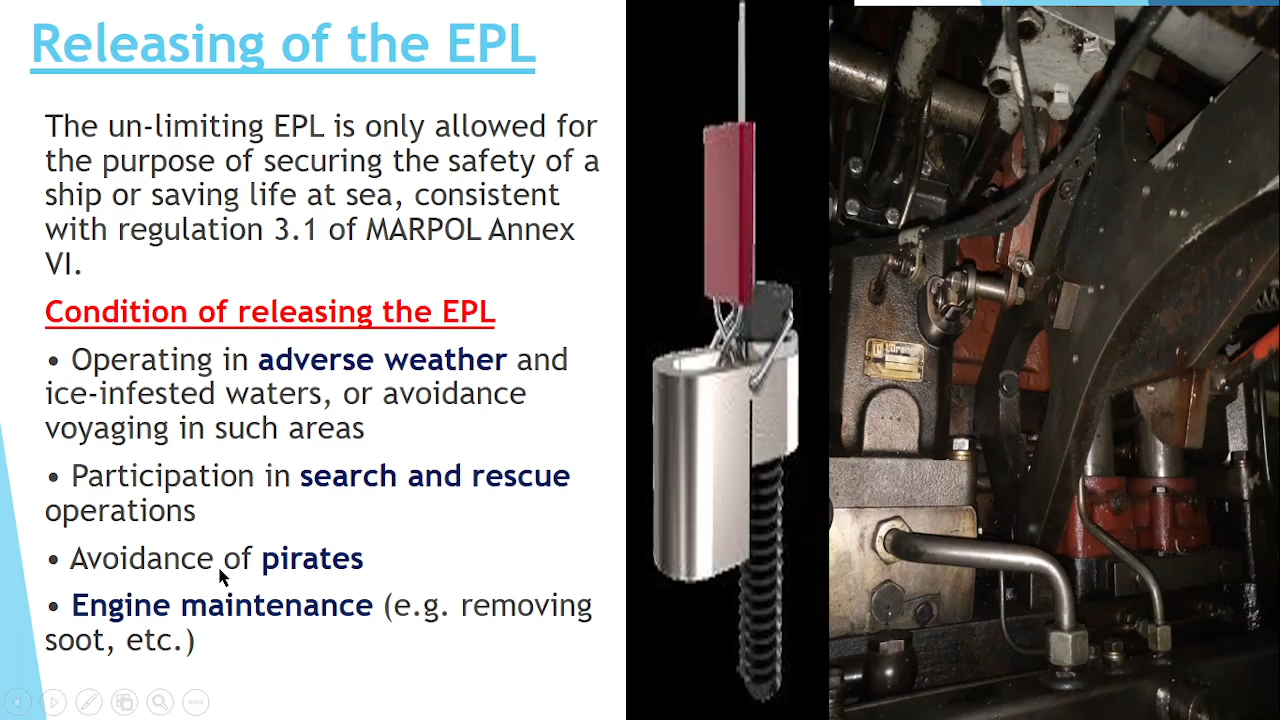 Releasing of the EPL
The un-limiting EPL is only allowed for
the purpose of securing the safety of a
ship or saving life at sea, consistent
with regulation 3.1 of MARPOL Annex
VI.
Condition of releasing the EPL
• Operating in adverse weather and
ice-infested waters, or avoidance
voyaging in such areas
• Participation in search and rescue
operations
• Avoidance of pirates
• Engine maintenance (e.g. removing
soot, etc.)